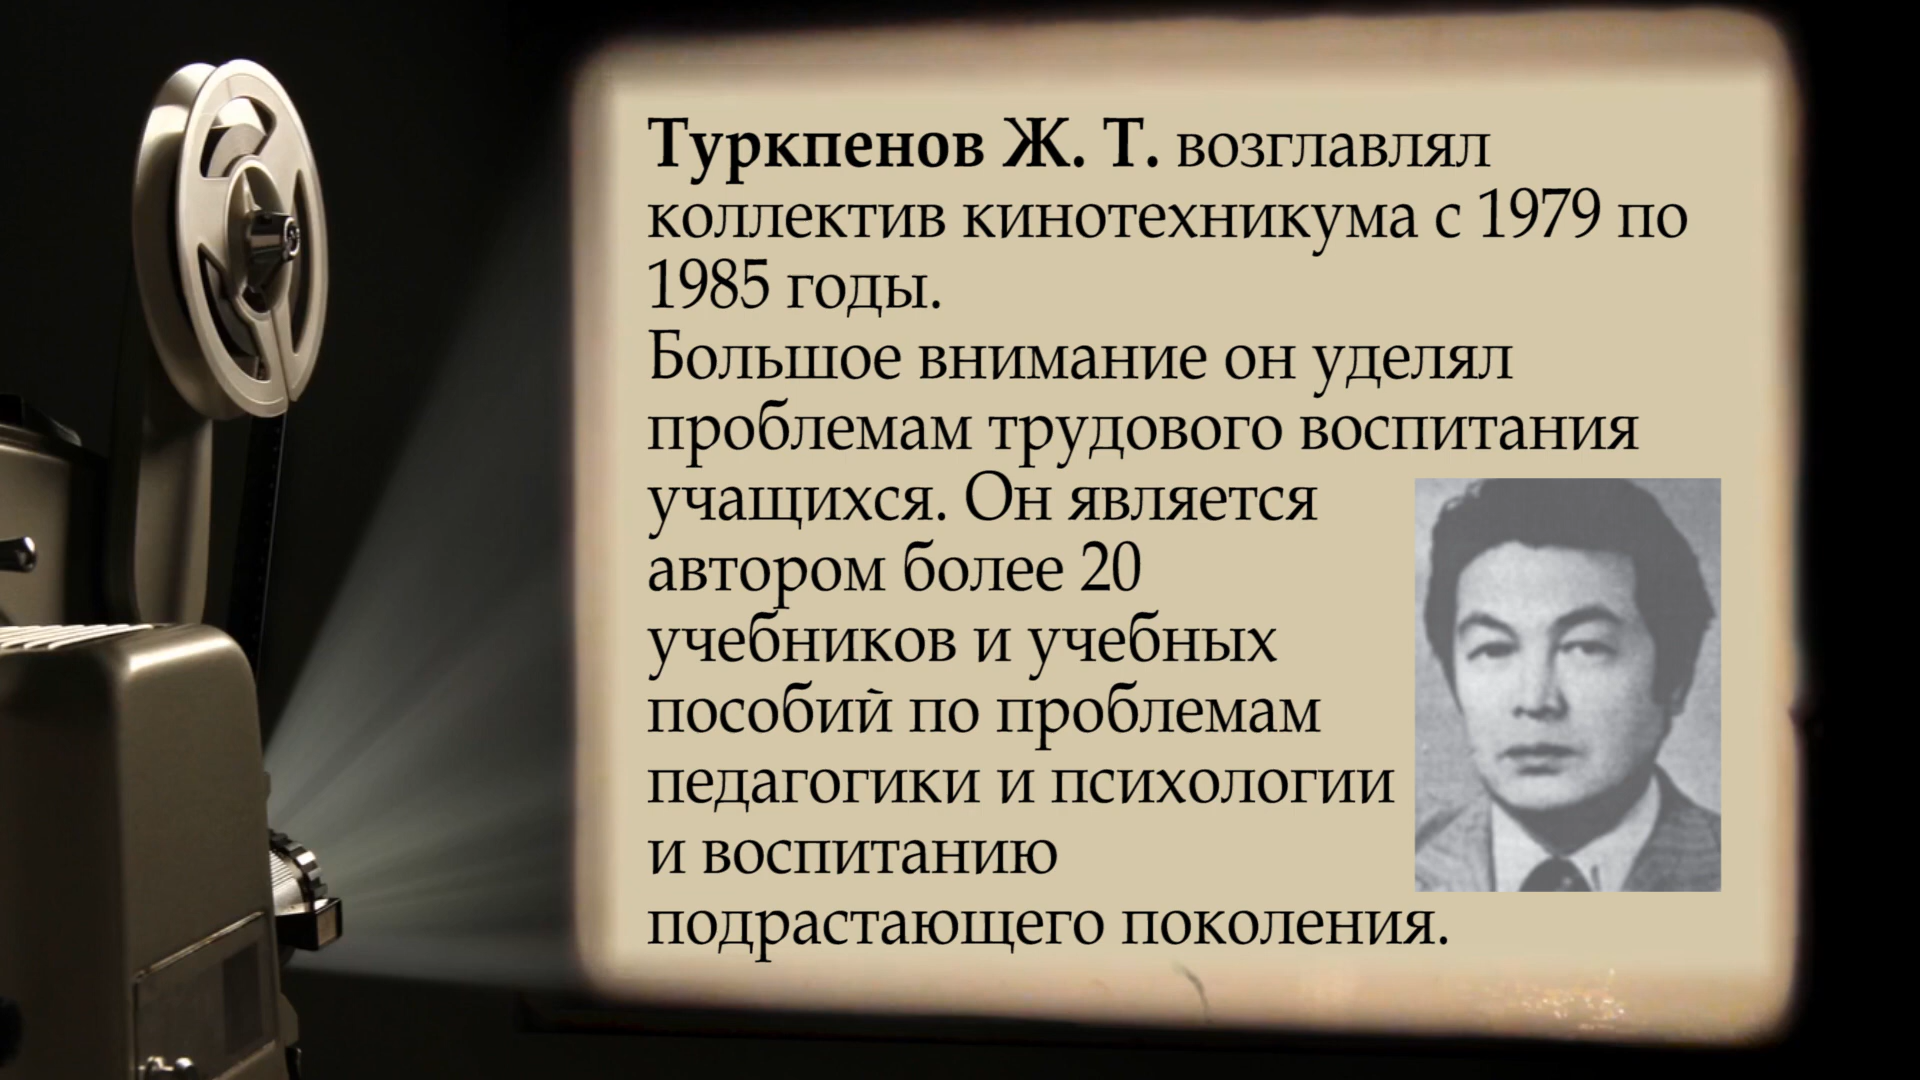 Туркпенов Ж. Т. возглавлял
коллектив кинотехникума с 1979 по
1985 годы.
Большое внимание он уделял
проблемам трудового воспитания
учащихся. Он является
автором более 20
учебников и учебных
пособий по проблемам
педагогики и психологии
и воспитанию
подрастающего поколения.